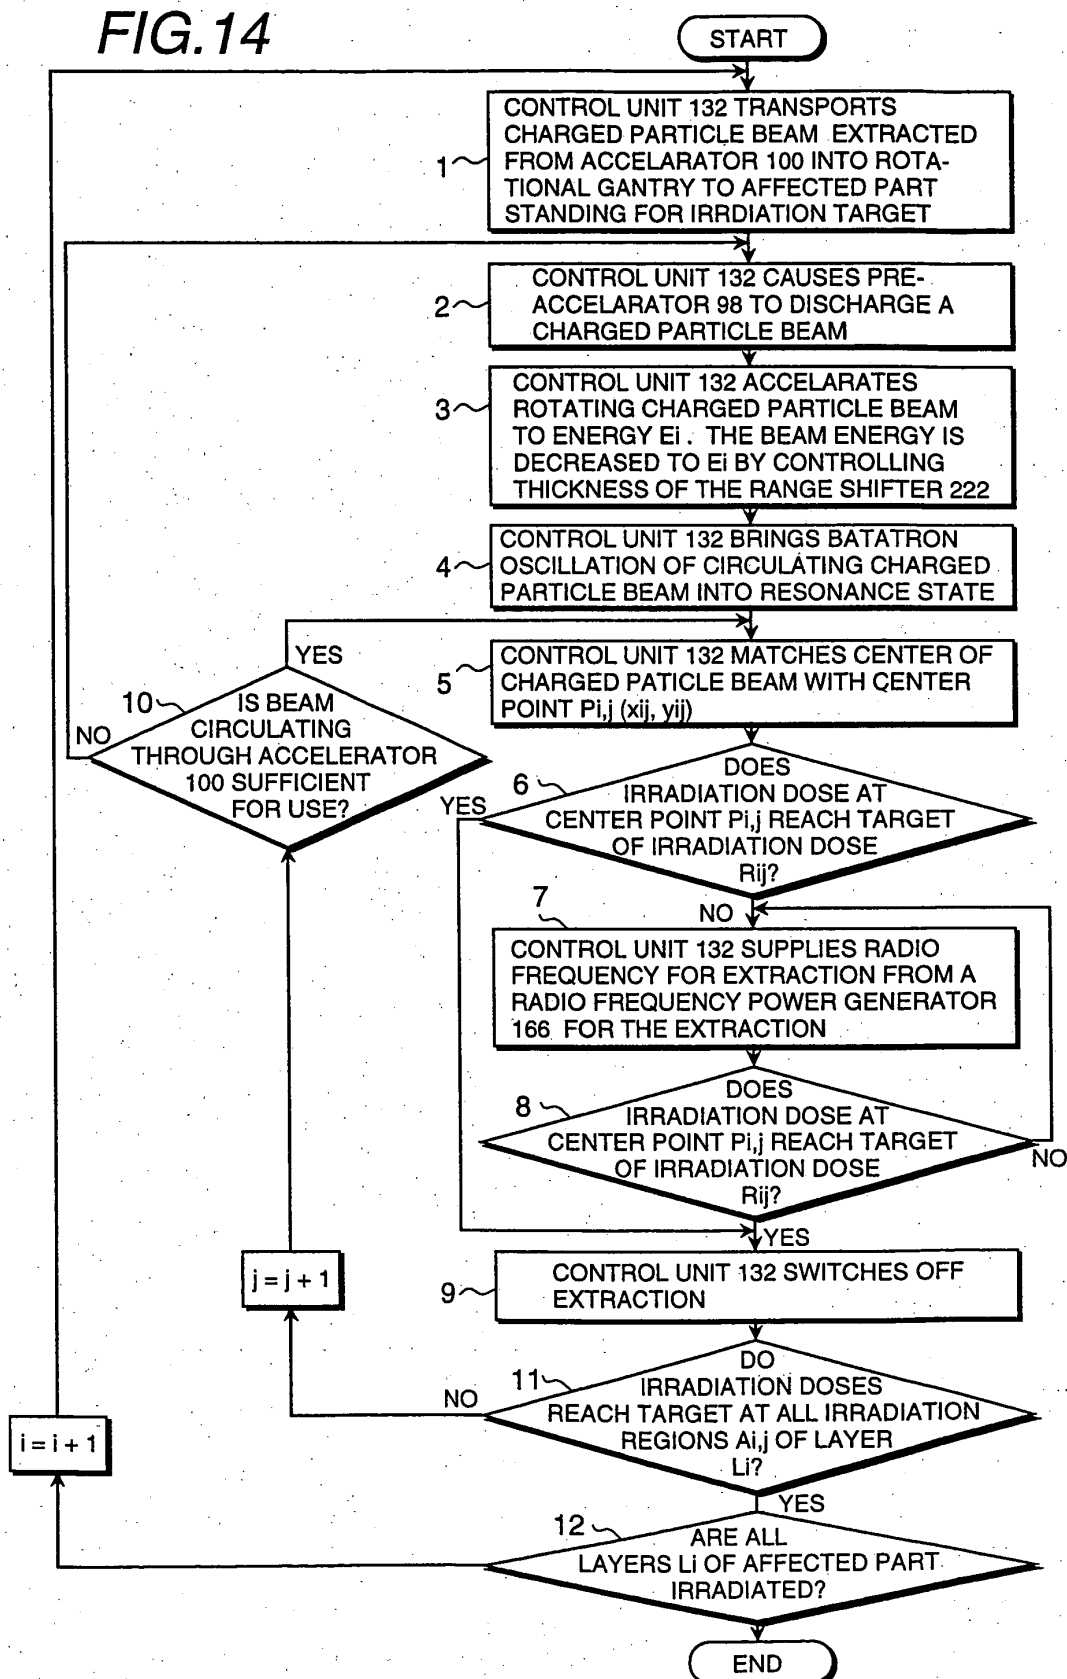 FIG.14
START
1
CONTROL UNIT 132 TRANSPORTS
CHARGED PARTICLE BEAM EXTRACTED
FROM ACCELARATOR 100 INTO ROTA-
TIONAL GANTRY TO AFFECTED PART
STANDING FOR IRRDIATION TARGET
2
CONTROL UNIT 132 CAUSES PRE-
ACCELARATOR 98 TO DISCHARGE A
CHARGED PARTICLE BEAM
3
CONTROL UNIT 132 ACCELARATES
ROTATING CHARGED PARTICLE BEAM
TO ENERGY Ei . THE BEAM ENERGY IS
DECREASED TO Ei BY CONTROLLING
THICKNESS OF THE RANGE SHIFTER 222
4
CONTROL UNIT 132 BRINGS BATATRON
OSCILLATION OF CIRCULATING CHARGED
PARTICLE BEAM INTO RESONANCE STATE
5
CONTROL UNIT 132 MATCHES CENTER OF
CHARGED PATICLE BEAM WITH CENTER
POINT Pi,j (xij, yij)
YES
10
NO
IS BEAM
CIRCULATING
THROUGH ACCELERATOR
100 SUFFICIENT
FOR USE?
6
YES
DOES
IRRADIATION DOSE AT
CENTER POINT Pi,j REACH TARGET
OF IRRADIATION DOSE
Rij?
7
NO
CONTROL UNIT 132 SUPPLIES RADIO
FREQUENCY FOR EXTRACTION FROM A
RADIO FREQUENCY POWER GENERATOR
166 FOR THE EXTRACTION
8
DOES
IRRADIATION DOSE AT
CENTER POINT Pi,j REACH TARGET
OF IRRADIATION DOSE
Rij?
NO
YES
9
CONTROL UNIT 132 SWITCHES OFF
EXTRACTION
j = j + 1
11
NO
DO
IRRADIATION DOSES
REACH TARGET AT ALL IRRADIATION
REGIONS Ai,j OF LAYER
Li?
YES
i = i + 1
12
ARE ALL
LAYERS Li OF AFFECTED PART
IRRADIATED?
END